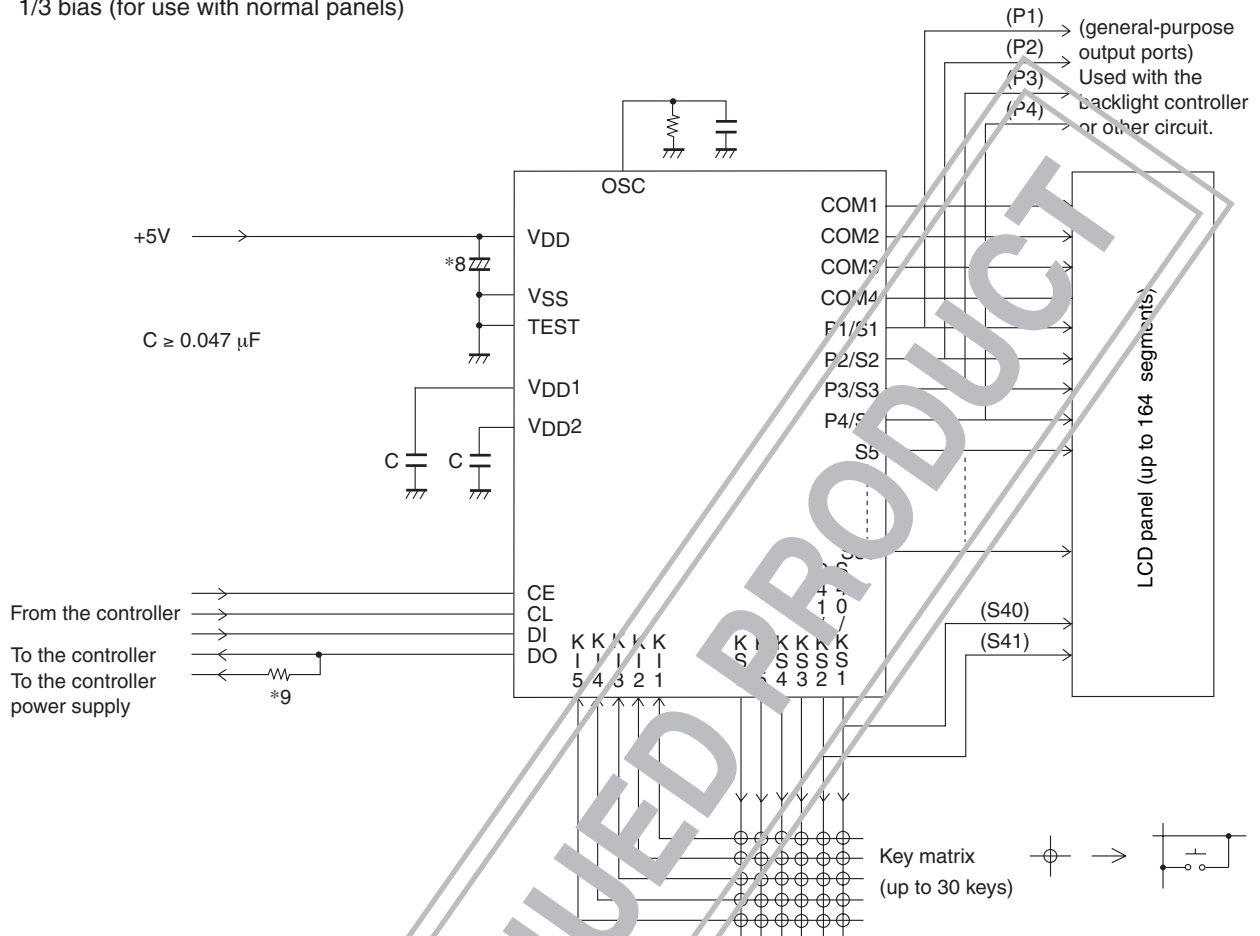 1/3 bias (for use with normal panels)
(P1)
(P2)
(P3)
(P4)
(general-purpose
output ports)
Used with the
backlight controller
or other circuit.
OSC
+5V
VDD
*8
VSS
TEST
C ≥ 0.047 μF
VDD1
VDD2
C
C
COM1
COM2
COM3
COM4
P1/S1
P2/S2
P3/S3
P4/S
S5
LCD panel (up to 164 segments)
CE
CL
DI
DO
From the controller
To the controller
To the controller
power supply
*9
KI5
KI4
KI3
KI2
KI1
KS4
KS3
S41/KS2
S40/KS1
(S40)
(S41)
Key matrix
(up to 30 keys)
UED PRODUCT